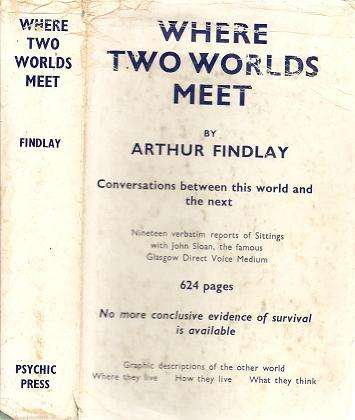 WHERE
TWO
WORLDS
MEET
FINDLAY
PSYCHIC
PRESS
WHERE
TWO WORLDS
MEET
BY
ARTHUR FINDLAY
Conversations between this world and
the next
Nineteen verbatim reports of Sittings
with John Sloan, the famous
Glasgow Direct Voice Medium
624 pages
No more conclusive evidence of survival
is available
Graphic descriptions of the other world
Where they live How they live What they think